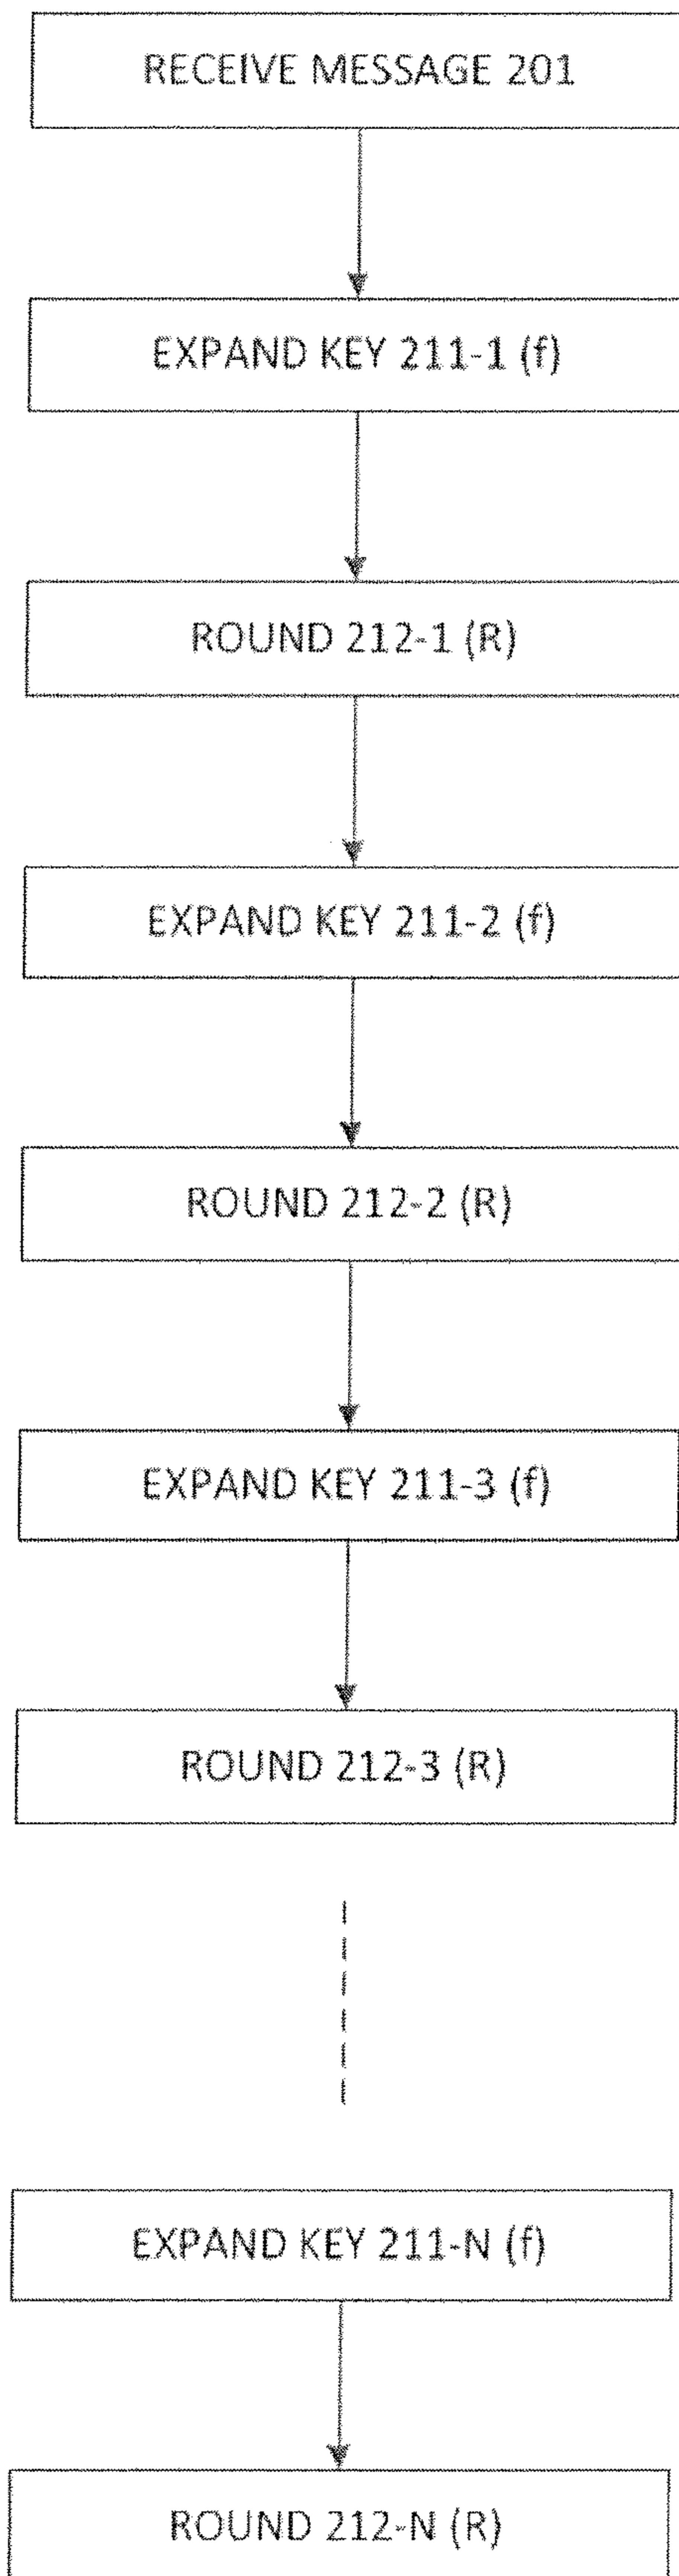 RECEIVE MESSAGE 201
EXPAND KEY 211-1 (f)
ROUND 212-1 (R)
EXPAND KEY 211-2 (f)
ROUND 212-2 (R)
EXPAND KEY 211-3 (f)
ROUND 212-3 (R)
EXPAND KEY 211-N (f)
ROUND 212-N (R)